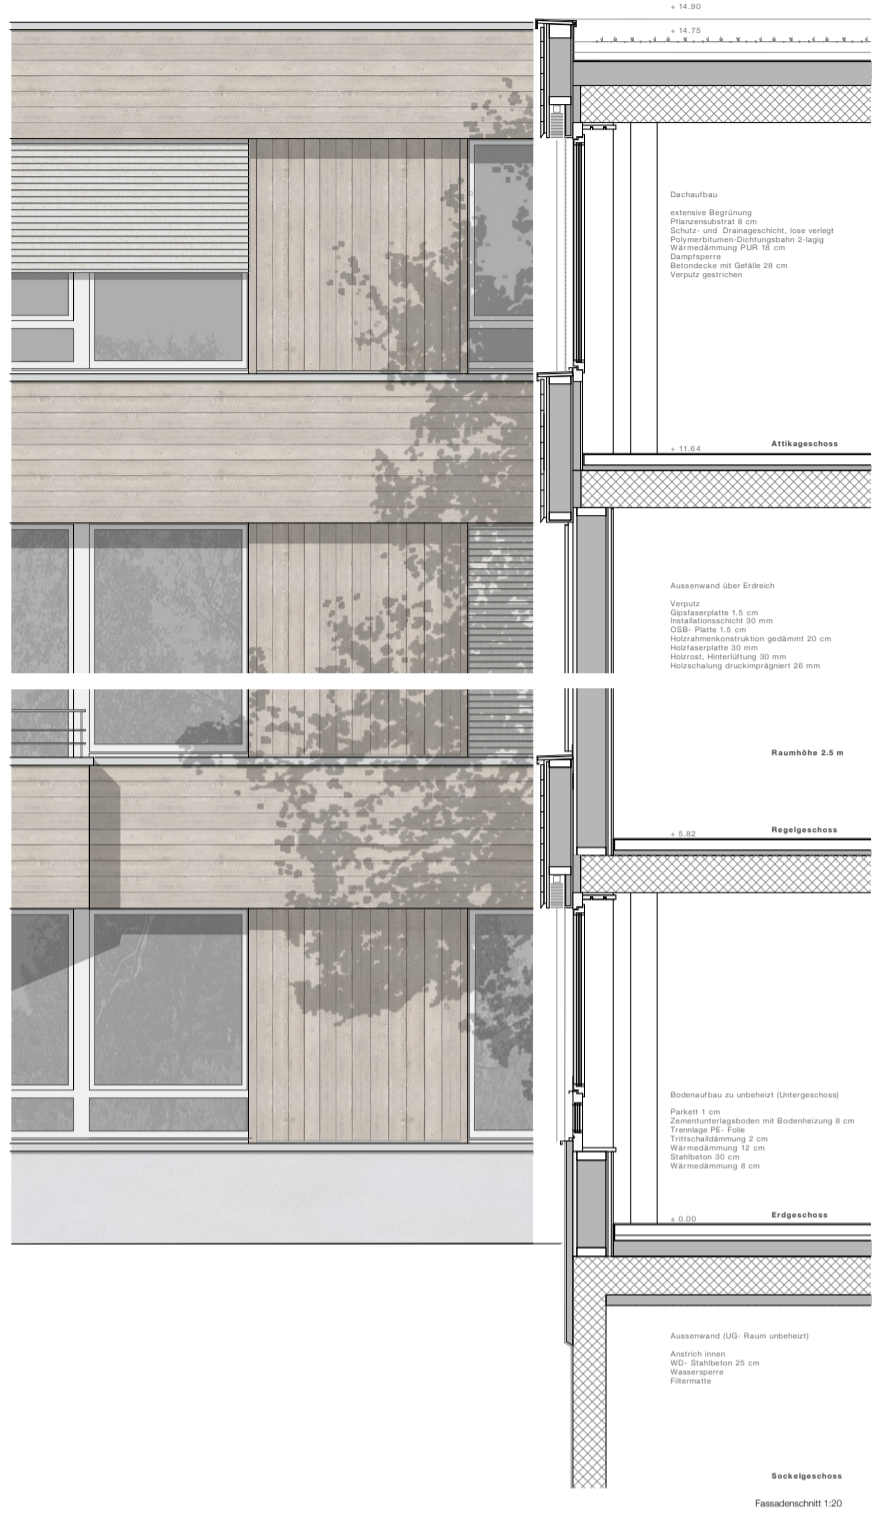 + 14.90
+ 14.75
Dachaufbau
extensive Begrünung
Pflanzensubstrat 8 cm
Schutz- und Drainageschicht, lose verlegt
Polymerbitumen-Dichtungsbahn 2-lagig
Wärmedämmung PUR 18 cm
Dampfsperre
Betondecke mit Gefälle 28 cm
Verputz gestrichen
Attikageschoss
+ 11.64
Aussenwand über Erdreich
Verputz
Gipsfaserplatte 1.5 cm
Installationsschicht 30 mm
OSB- Platte 1.5 cm
Holzrahmenkonstruktion gedämmt 20 cm
Holzfaserplatte 30 mm
Holzrost, Hinterlüftung 30 mm
Holzschalung druckimprägniert 26 mm
Raumhöhe 2.5 m
Regelgeschoss
+ 5.82
Bodenaufbau zu unbeheizt (Untergeschoss)
Parkett 1 cm
Zementunterlagsboden mit Bodenheizung 8 cm
Trennlage PE- Folie
Trittschalldämmung 2 cm
Wärmedämmung 12 cm
Stahlbeton 30 cm
Wärmedämmung 8 cm
Erdgeschoss
± 0.00
Aussenwand (UG- Raum unbeheizt)
Anstrich innen
WD- Stahlbeton 25 cm
Wassersperre
Filtermatte
Sockelgeschoss
Fassadenschnitt 1:20